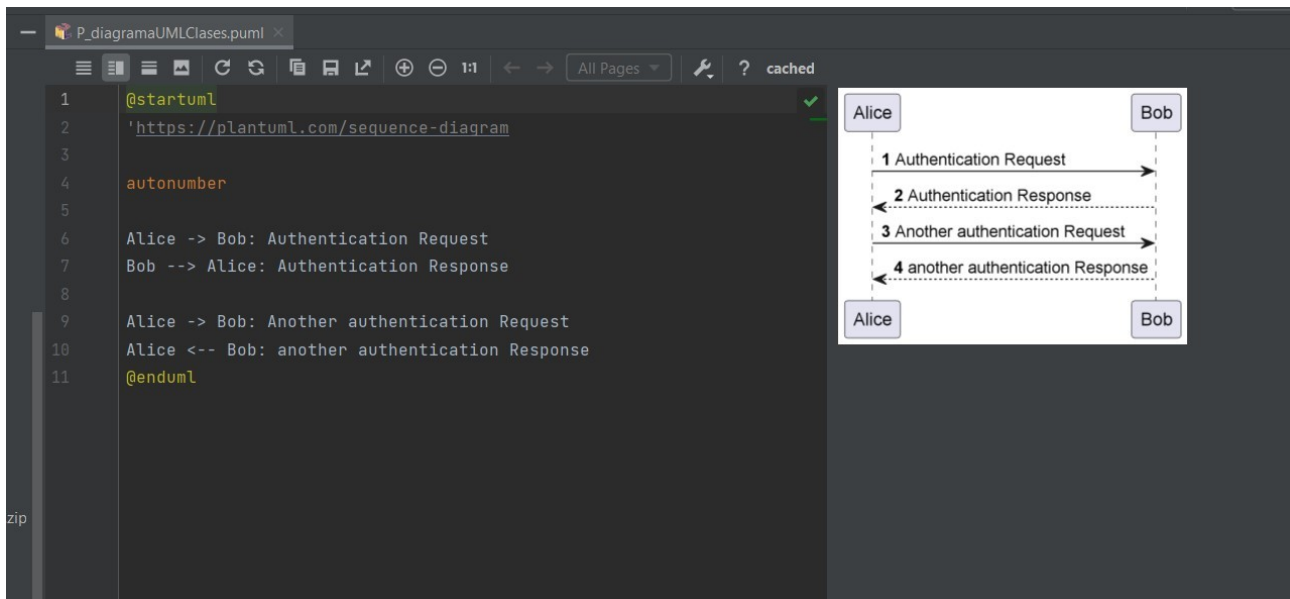 P_diagramaUMLClases.puml
1:1
All Pages
?
cached
1 @startuml
2 'https://plantuml.com/sequence-diagram
3
4 autonumber
5
6 Alice -> Bob: Authentication Request
7 Bob --> Alice: Authentication Response
8
9 Alice -> Bob: Another authentication Request
10 Alice <-- Bob: another authentication Response
11 @enduml
zip
Alice Bob
1 Authentication Request
2 Authentication Response
3 Another authentication Request
4 another authentication Response
Alice Bob